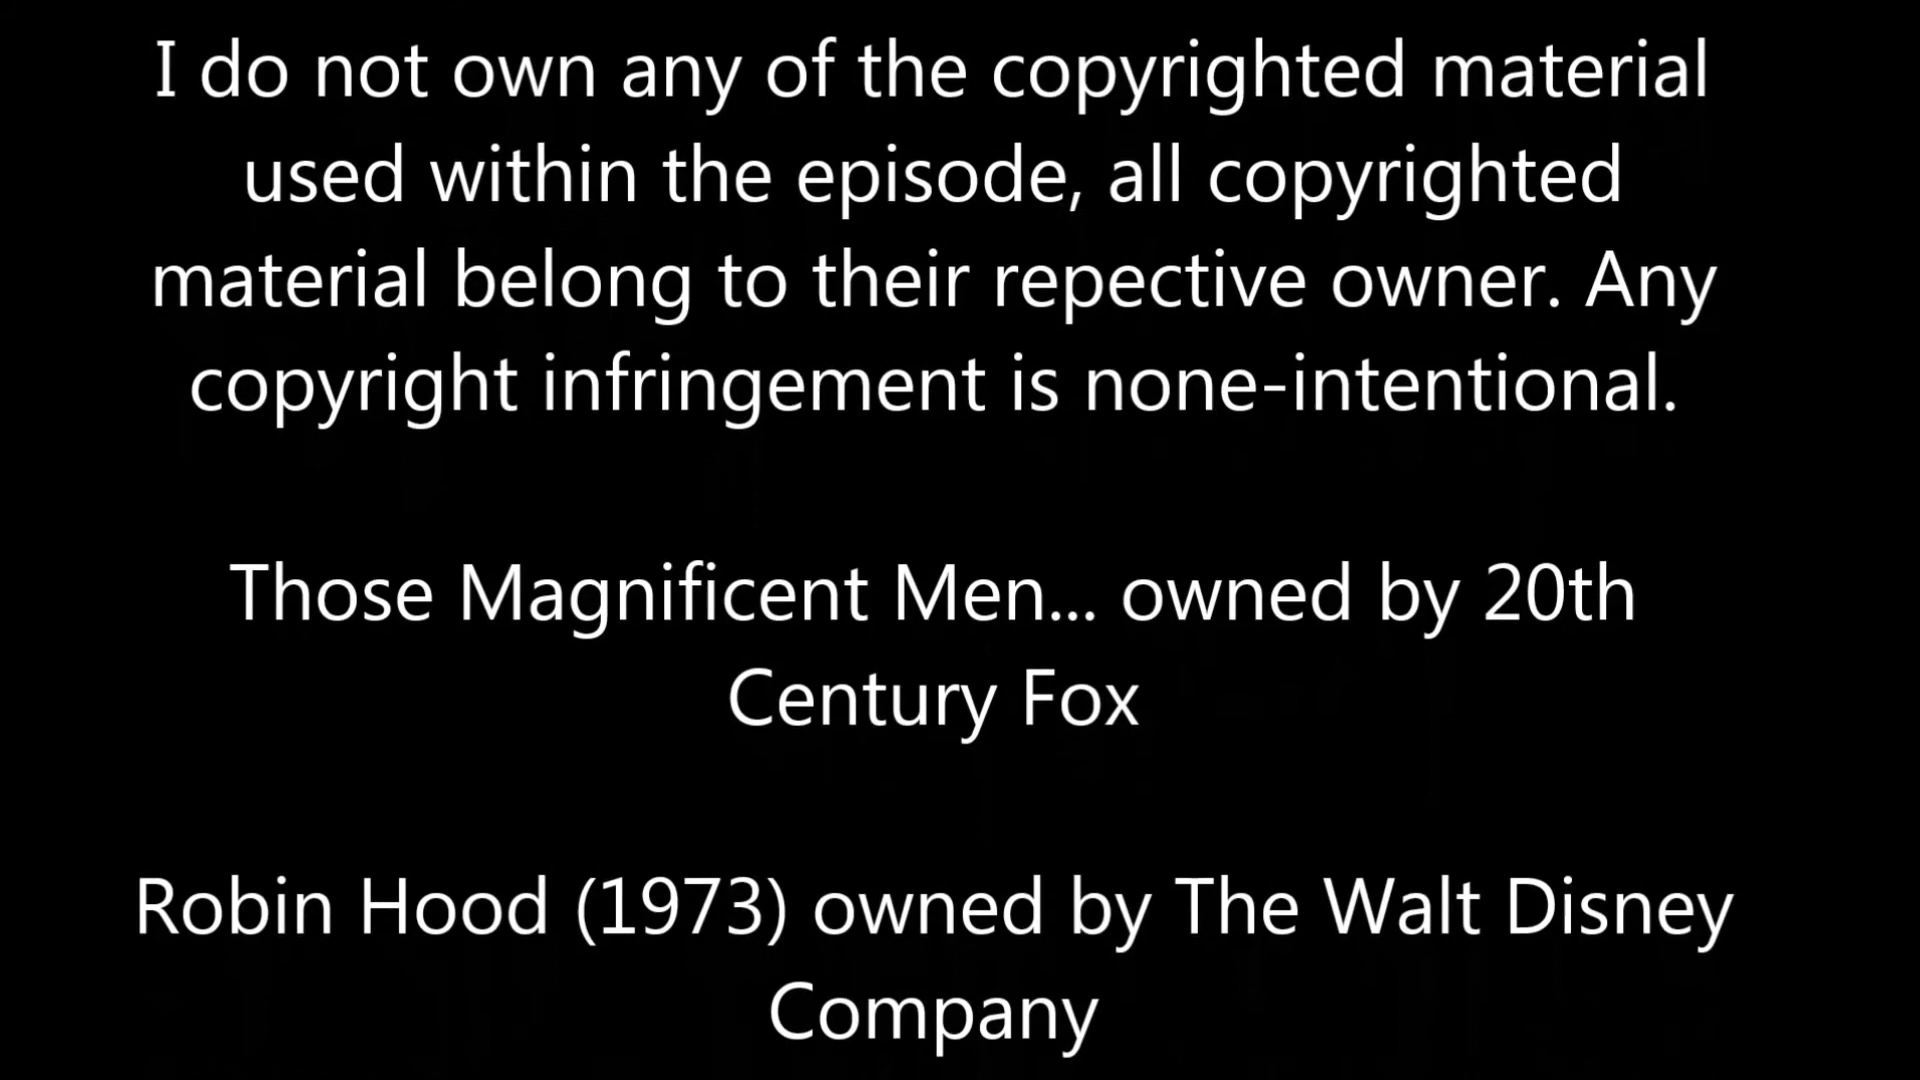 I do not own any of the copyrighted material
used within the episode, all copyrighted
material belong to their repective owner. Any
copyright infringement is none-intentional.
Those Magnificent Men... owned by 20th
Century Fox
Robin Hood (1973) owned by The Walt Disney
Company